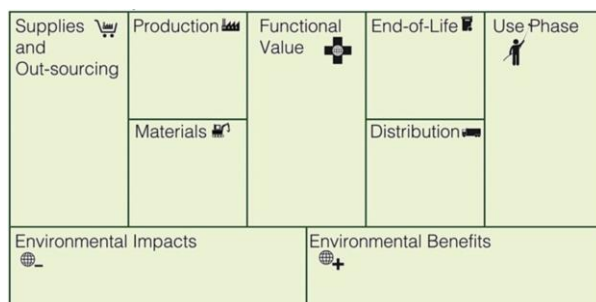 Supplies
and
Out-sourcing
Production
Materials
Functional
Value
End-of-Life
Distribution
Use Phase
Environmental Impacts
Environmental Benefits